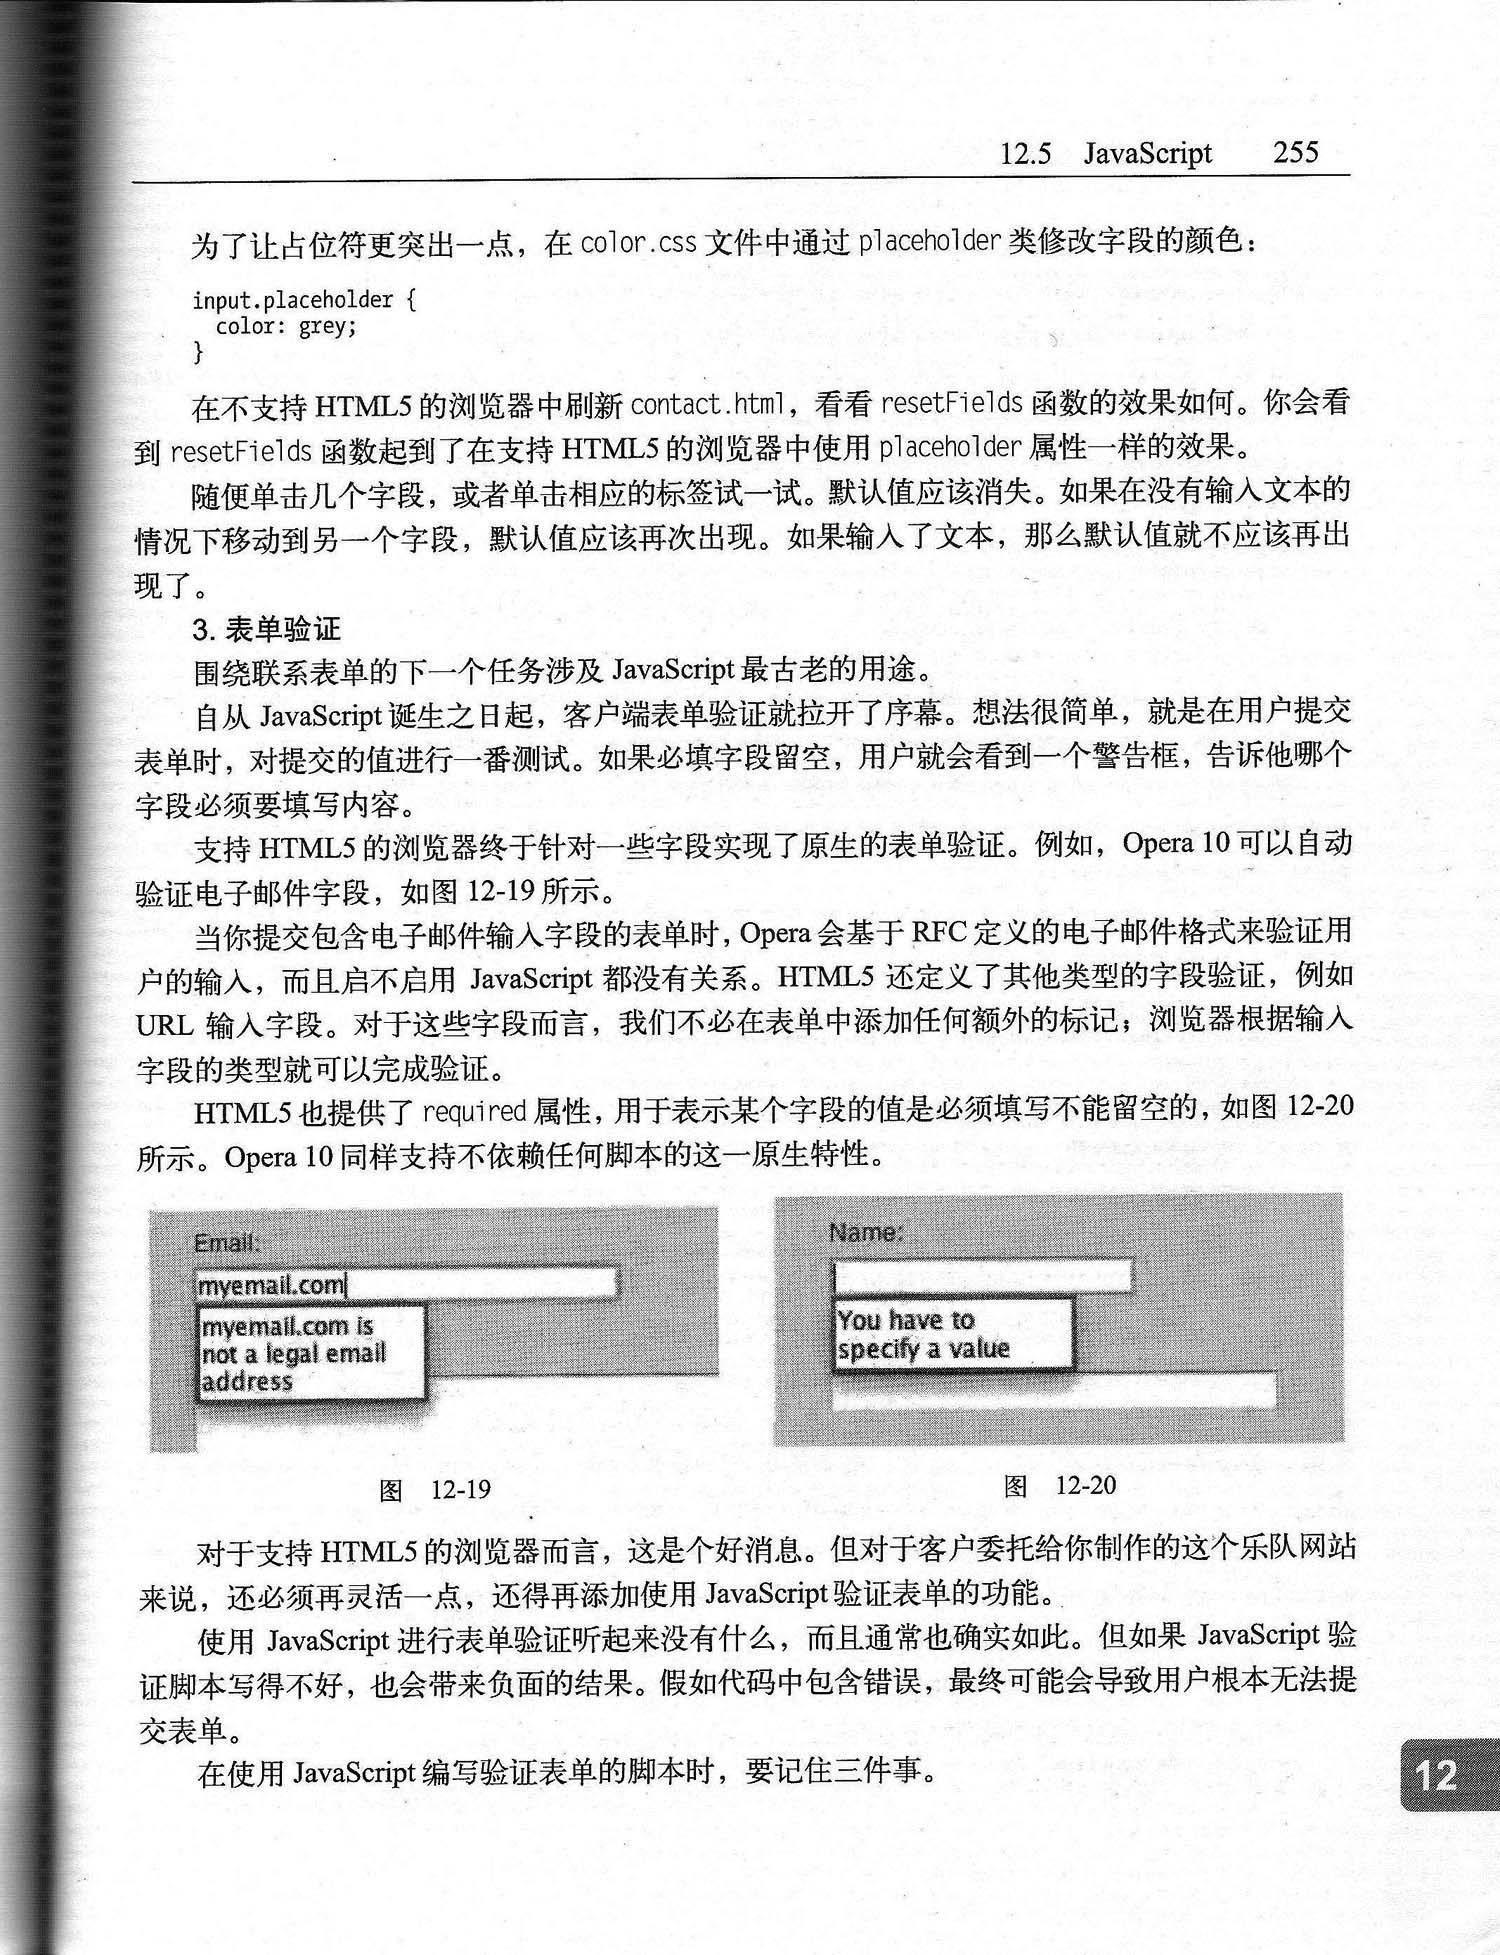 12.5 JavaScript 255
为了让占位符更突出一点，在 color.css 文件中通过 placeholder 类修改字段的颜色：
input.placeholder {
color: grey;
}
在不支持 HTML5 的浏览器中刷新 contact.html，看看 resetFields 函数的效果如何。你会看
到 resetFields 函数起到了在支持 HTML5 的浏览器中使用 placeholder 属性一样的效果。
随便单击几个字段，或者单击相应的标签试一试。默认值应该消失。如果在没有输入文本的
情况下移动到另一个字段，默认值应该再次出现。如果输入了文本，那么默认值就不应该再出
现了。
3. 表单验证
围绕联系表单的下一个任务涉及 JavaScript 最古老的用途。
自从 JavaScript 诞生之日起，客户端表单验证就拉开了序幕。想法很简单，就是在用户提交
表单时，对提交的值进行一番测试。如果必填字段留空，用户就会看到一个警告框，告诉他哪个
字段必须要填写内容。
支持 HTML5 的浏览器终于针对一些字段实现了原生的表单验证。例如，Opera 10 可以自动
验证电子邮件字段，如图 12-19 所示。
当你提交包含电子邮件输入字段的表单时，Opera 会基于 RFC 定义的电子邮件格式来验证用
户的输入，而且启不启用 JavaScript 都没有关系。HTML5 还定义了其他类型的字段验证，例如
URL 输入字段。对于这些字段而言，我们不必在表单中添加任何额外的标记；浏览器根据输入
字段的类型就可以完成验证。
HTML5 也提供了 required 属性，用于表示某个字段的值是必须填写不能留空的，如图 12-20
所示。Opera 10 同样支持不依赖任何脚本的这一原生特性。
Email:
myemail.com
myemail.com is
not a legal email
address
图 12-19
Name:
You have to
specify a value
图 12-20
对于支持 HTML5 的浏览器而言，这是个好消息。但对于客户委托给你制作的这个乐队网站
来说，还必须再灵活一点，还得再添加使用 JavaScript 验证表单的功能。
使用 JavaScript 进行表单验证听起来没有什么，而且通常也确实如此。但如果 JavaScript 验
证脚本写得不好，也会带来负面的结果。假如代码中包含错误，最终可能会导致用户根本无法提
交表单。
在使用 JavaScript 编写验证表单的脚本时，要记住三件事。
12